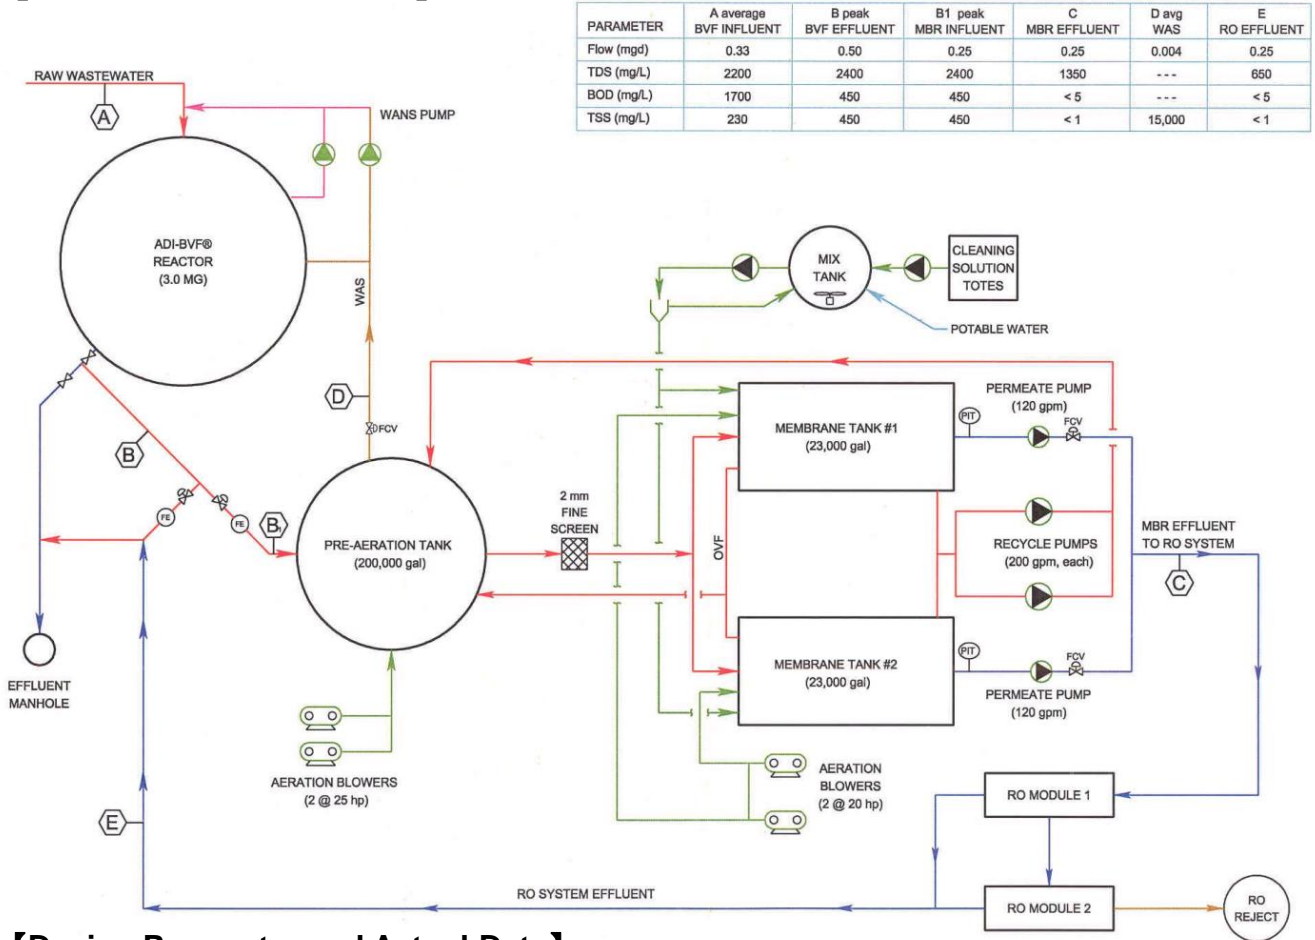 PARAMETER A average BVF INFLUENT B peak BVF EFFLUENT B1 peak MBR INFLUENT C MBR EFFLUENT D avg WAS E RO EFFLUENT
Flow (mgd) 0.33 0.50 0.25 0.25 0.004 0.25
TDS (mg/L) 2200 2400 2400 1350 --- 650
BOD (mg/L) 1700 450 450 < 5 --- < 5
TSS (mg/L) 230 450 450 < 1 15,000 < 1
RAW WASTEWATER
A
WANS PUMP
ADI-BVF®
REACTOR
(3.0 MG)
WAS
MIX
TANK
CLEANING
SOLUTION
TOTES
POTABLE WATER
D
FCV
B
FE
FE
B1
PRE-AERATION TANK
(200,000 gal)
2 mm
FINE
SCREEN
MEMBRANE TANK #1
(23,000 gal)
PIT
PERMEATE PUMP
(120 gpm)
FCV
OVF
RECYCLE PUMPS
(200 gpm, each)
MBR EFFLUENT
TO RO SYSTEM
C
MEMBRANE TANK #2
(23,000 gal)
PIT
FCV
PERMEATE PUMP
(120 gpm)
EFFLUENT
MANHOLE
AERATION BLOWERS
(2 @ 25 hp)
AERATION
BLOWERS
(2 @ 20 hp)
E
RO MODULE 1
RO SYSTEM EFFLUENT
RO MODULE 2
RO
REJECT